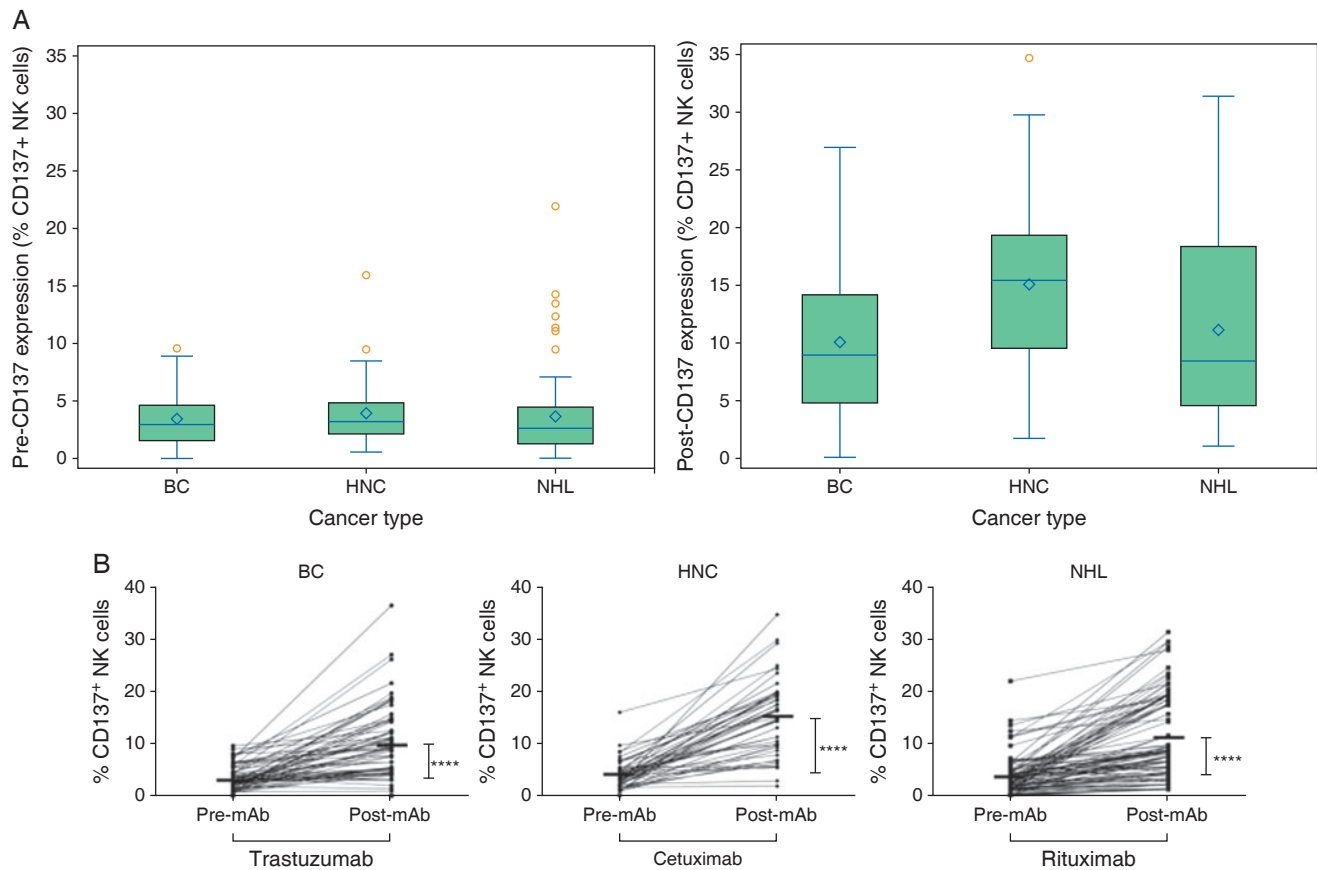 A
Pre-CD137 expression (% CD137+ NK cells)
35
30
25
20
15
10
5
0
BC HNC NHL
Cancer type
Post-CD137 expression (% CD137+ NK cells)
35
30
25
20
15
10
5
0
BC HNC NHL
Cancer type
B
BC
% CD137+ NK cells
40
30
20
10
0
****
Pre-mAb Post-mAb
Trastuzumab
HNC
% CD137+ NK cells
40
30
20
10
0
****
Pre-mAb Post-mAb
Cetuximab
NHL
% CD137+ NK cells
40
30
20
10
0
****
Pre-mAb Post-mAb
Rituximab